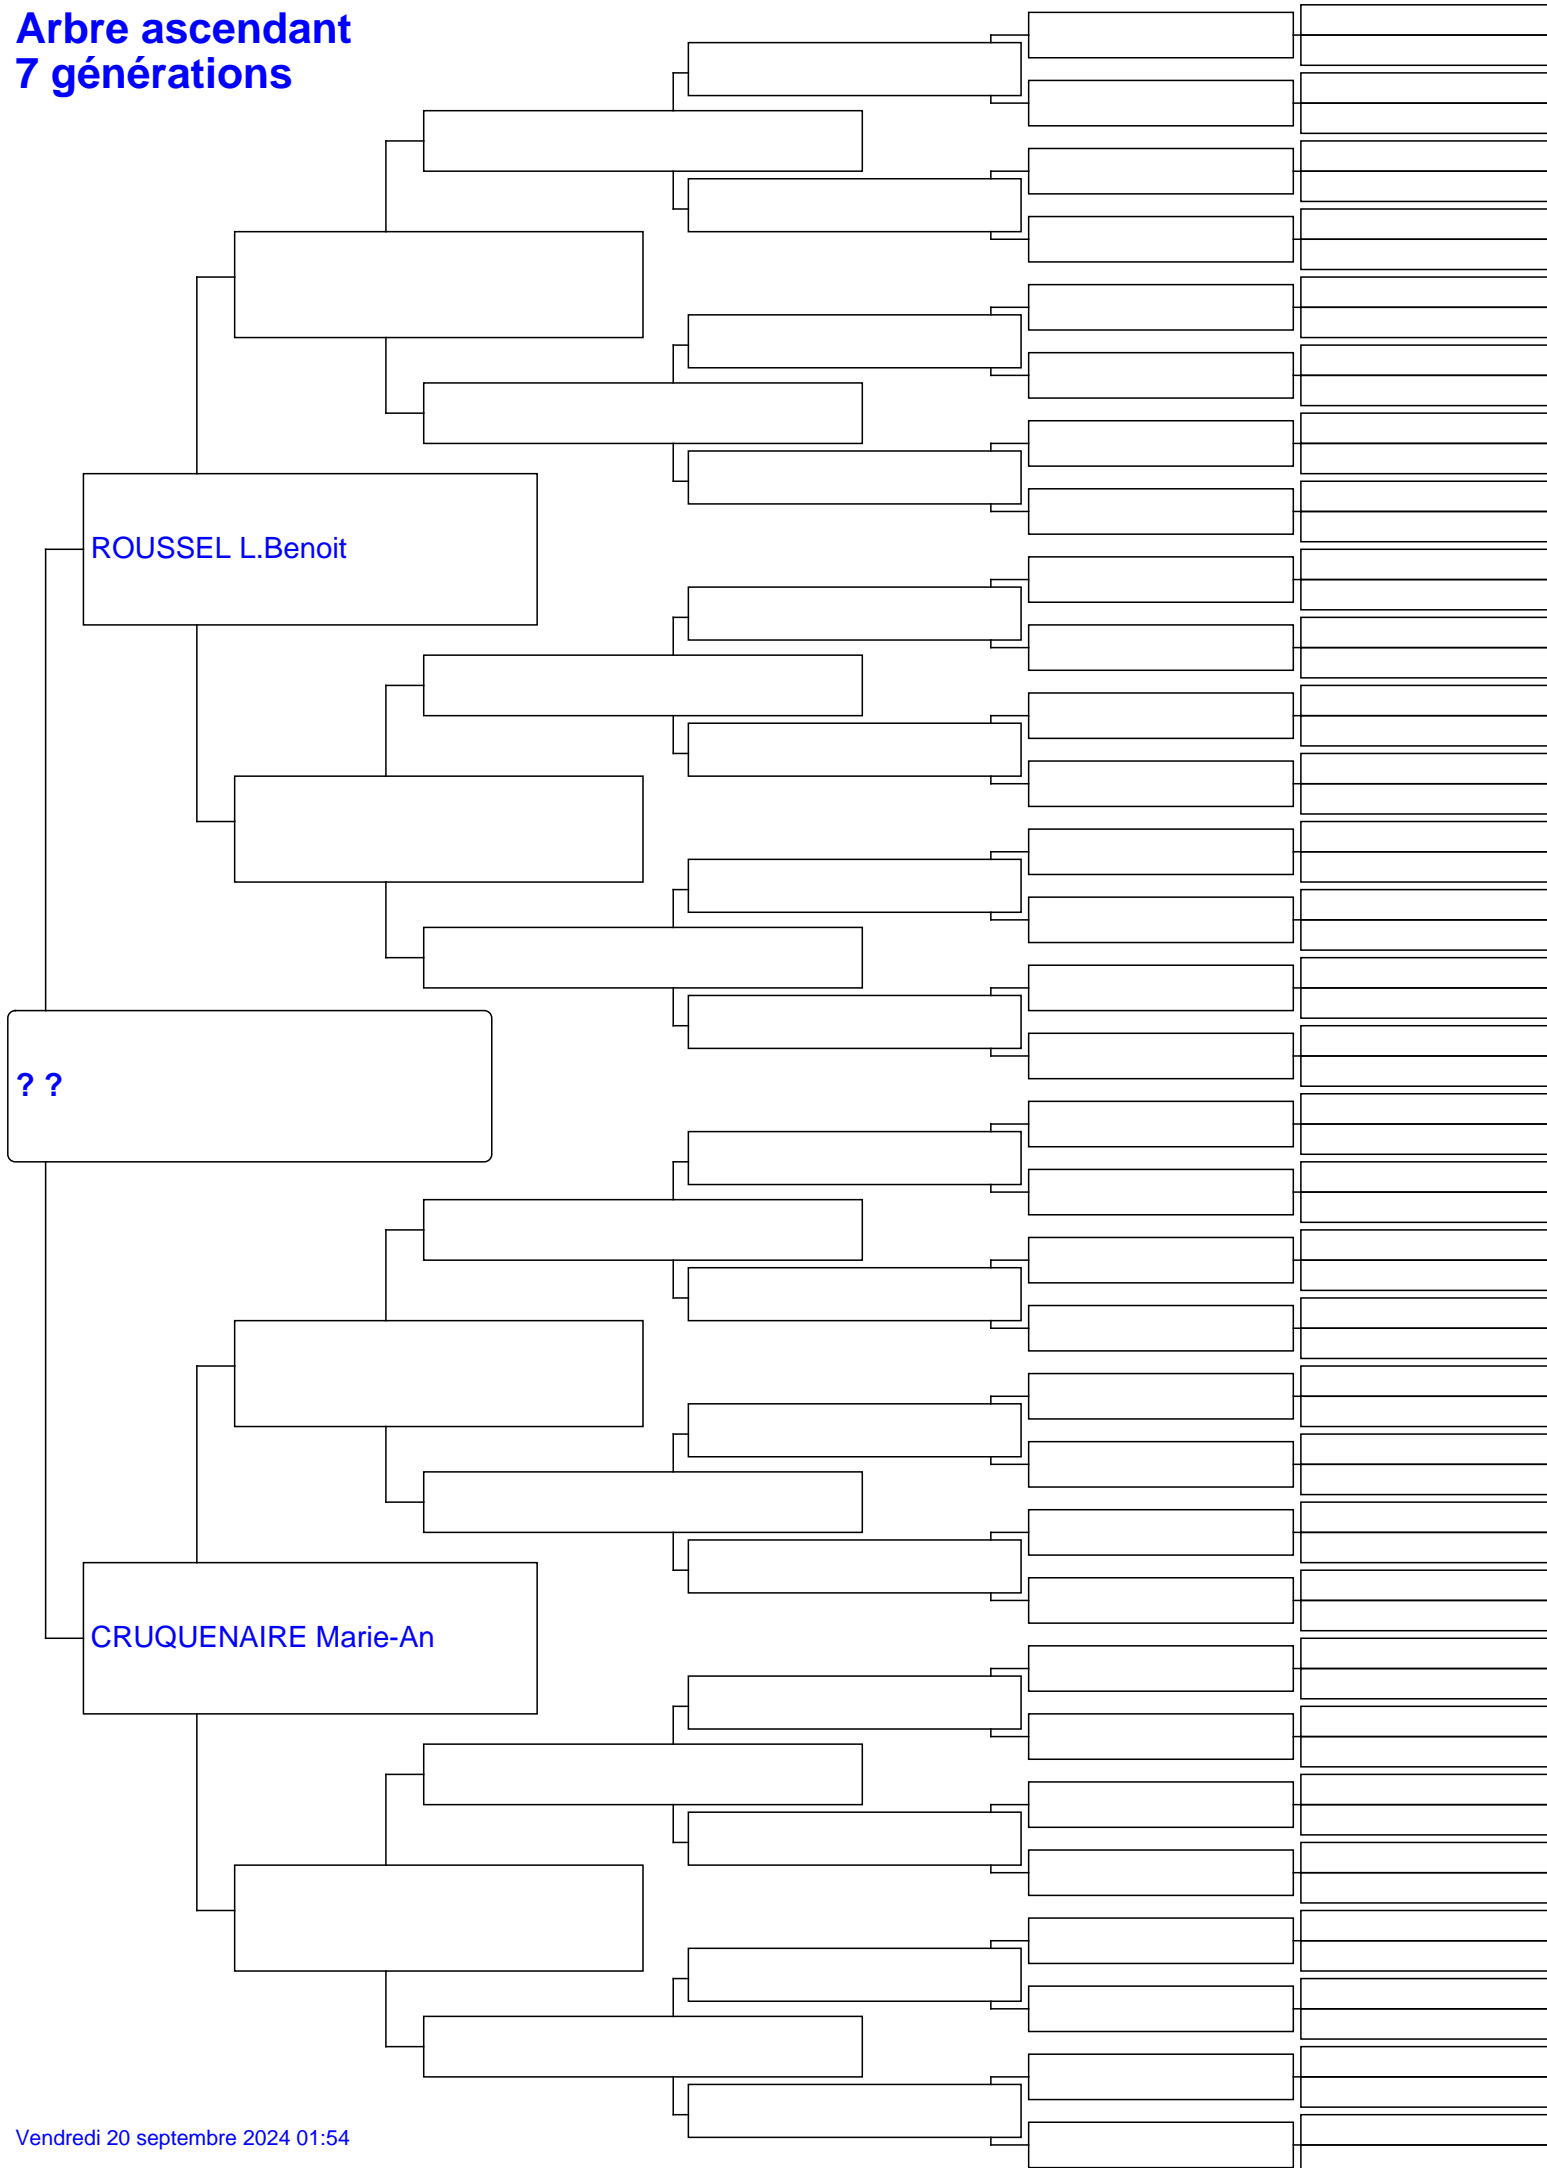 Arbre ascendant
7 générations
ROUSSEL L.Benoit
? ?
CRUQUENAIRE Marie-An
Vendredi 20 septembre 2024 01:54